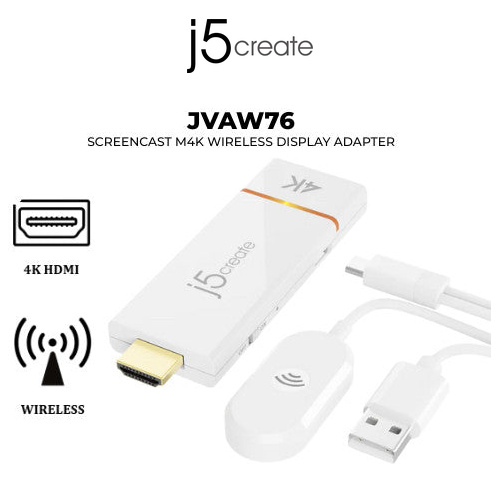 j5create
JVAW76
SCREENCAST M4K WIRELESS DISPLAY ADAPTER
4K
j5create
4K HDMI
WIRELESS